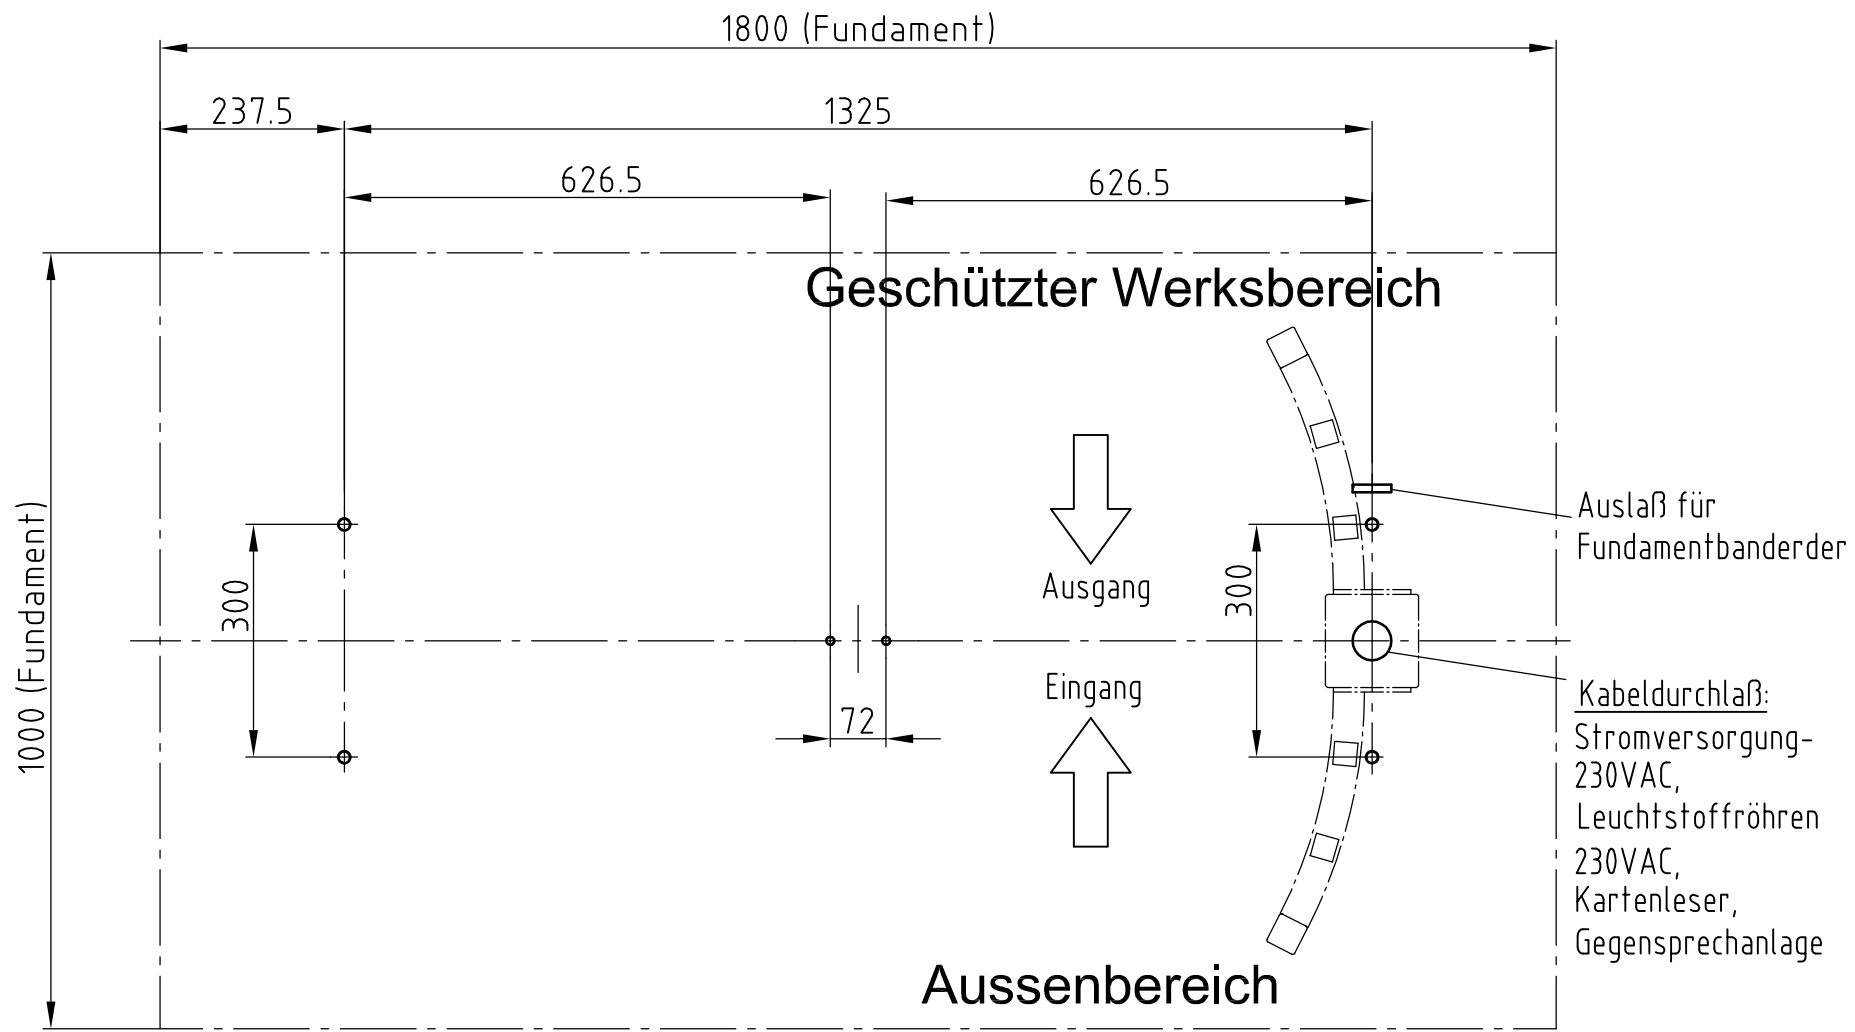 1800 (Fundament)
237.5
1325
626.5
626.5
Geschützter Werksbereich
1000 (Fundament)
300
300
Ausgang
Auslaß für
Fundamentbanderder
Eingang
72
Kabeldurchlaß:
Stromversorgung-
230VAC,
Leuchtstoffröhren
230VAC,
Kartenleser,
Gegensprechanlage
Aussenbereich